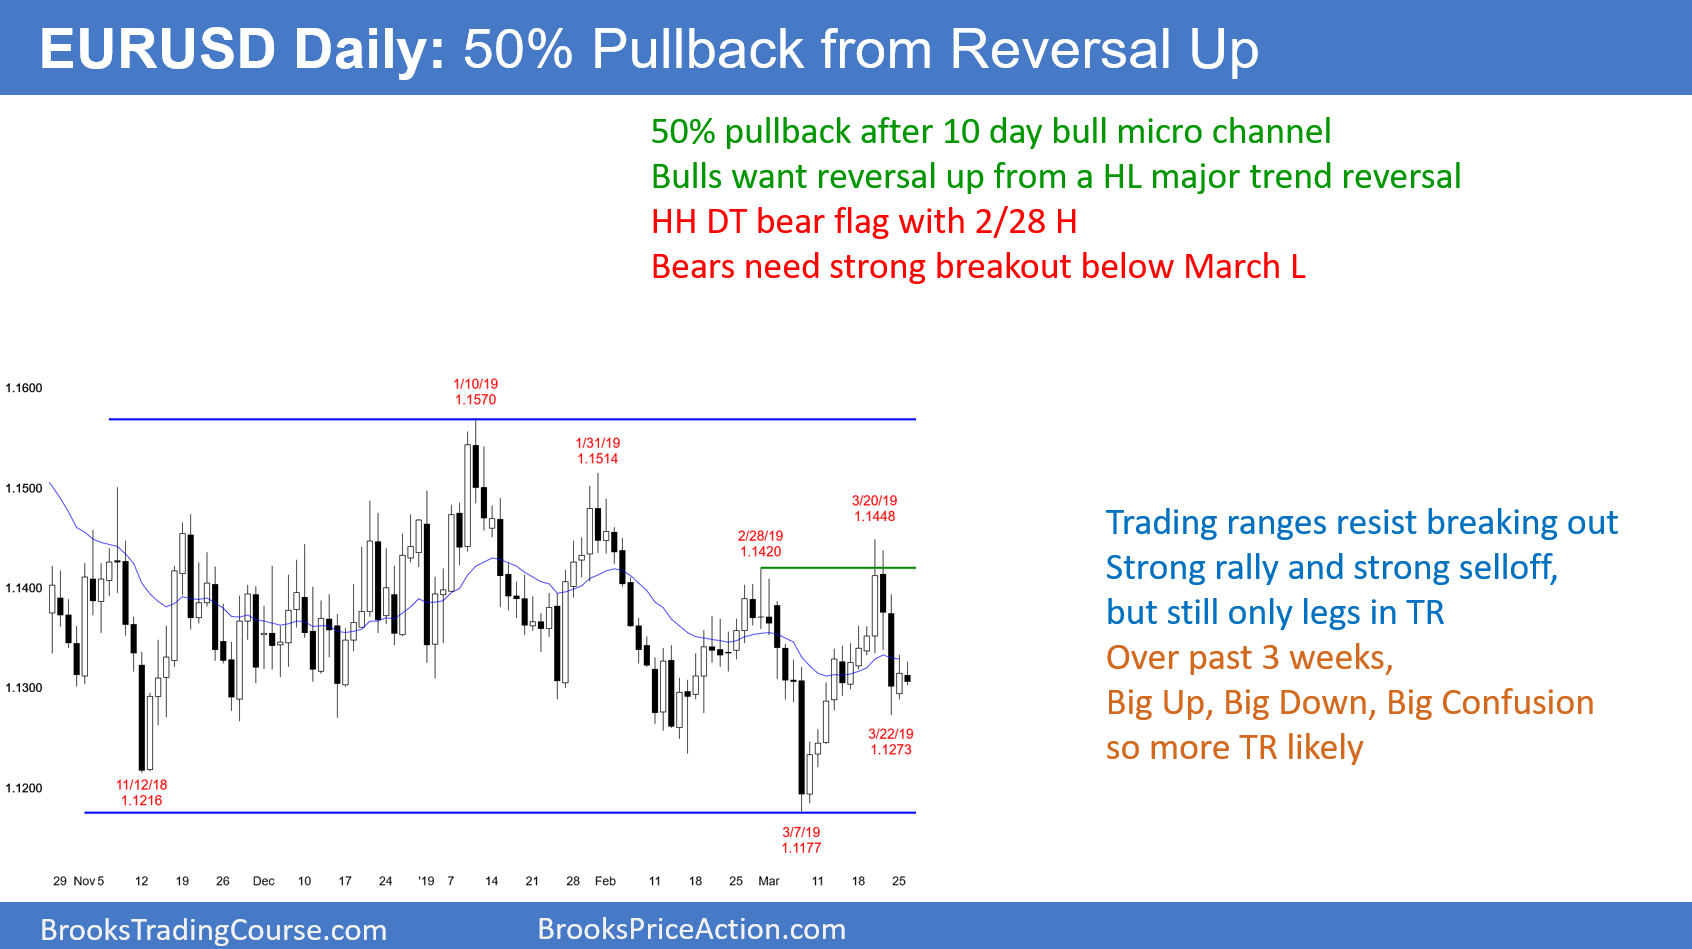 EURUSD Daily: 50% Pullback from Reversal Up
50% pullback after 10 day bull micro channel
Bulls want reversal up from a HL major trend reversal
HH DT bear flag with 2/28 H
Bears need strong breakout below March L
1.1600
1.1500
1.1400
1.1300
1.1200
1/10/19
1.1570
1/31/19
1.1514
2/28/19
1.1420
3/20/19
1.1448
3/22/19
1.1273
11/12/18
1.1216
3/7/19
1.1177
Trading ranges resist breaking out
Strong rally and strong selloff,
but still only legs in TR
Over past 3 weeks,
Big Up, Big Down, Big Confusion
so more TR likely
29 Nov 5 12 19 26 Dec 10 17 24 '19 7 14 21 28 Feb 11 18 25 Mar 11 18 25
BrooksTradingCourse.com BrooksPriceAction.com